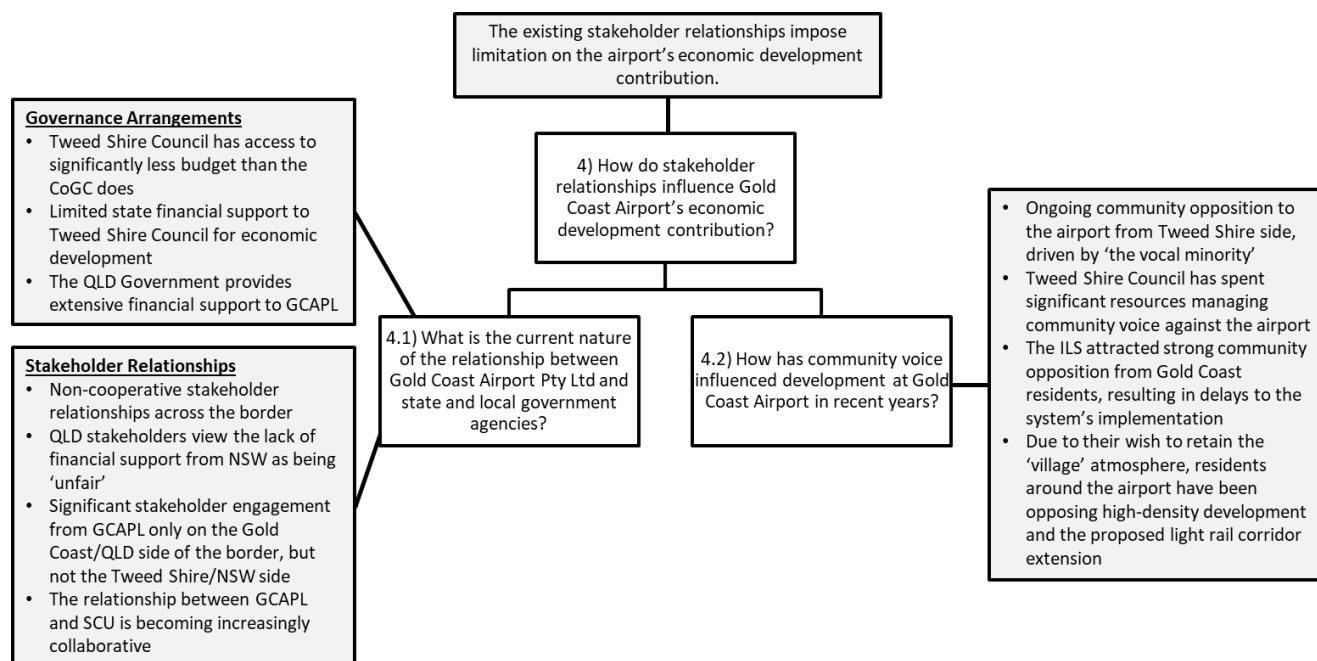 The existing stakeholder relationships impose
limitation on the airport's economic development
contribution.
Governance Arrangements
• Tweed Shire Council has access to
significantly less budget than the
CoGC does
• Limited state financial support to
Tweed Shire Council for economic
development
• The QLD Government provides
extensive financial support to GCAPL
4) How do stakeholder
relationships influence Gold
Coast Airport's economic
development contribution?
Stakeholder Relationships
• Non-cooperative stakeholder
relationships across the border
• QLD stakeholders view the lack of
financial support from NSW as being
'unfair'
• Significant stakeholder engagement
from GCAPL only on the Gold
Coast/QLD side of the border, but
not the Tweed Shire/NSW side
• The relationship between GCAPL
and SCU is becoming increasingly
collaborative
4.1) What is the current nature
of the relationship between
Gold Coast Airport Pty Ltd and
state and local government
agencies?
4.2) How has community voice
influenced development at Gold
Coast Airport in recent years?
• Ongoing community opposition to
the airport from Tweed Shire side,
driven by 'the vocal minority'
• Tweed Shire Council has spent
significant resources managing
community voice against the airport
• The ILS attracted strong community
opposition from Gold Coast
residents, resulting in delays to the
system's implementation
• Due to their wish to retain the
'village' atmosphere, residents
around the airport have been
opposing high-density development
and the proposed light rail corridor
extension